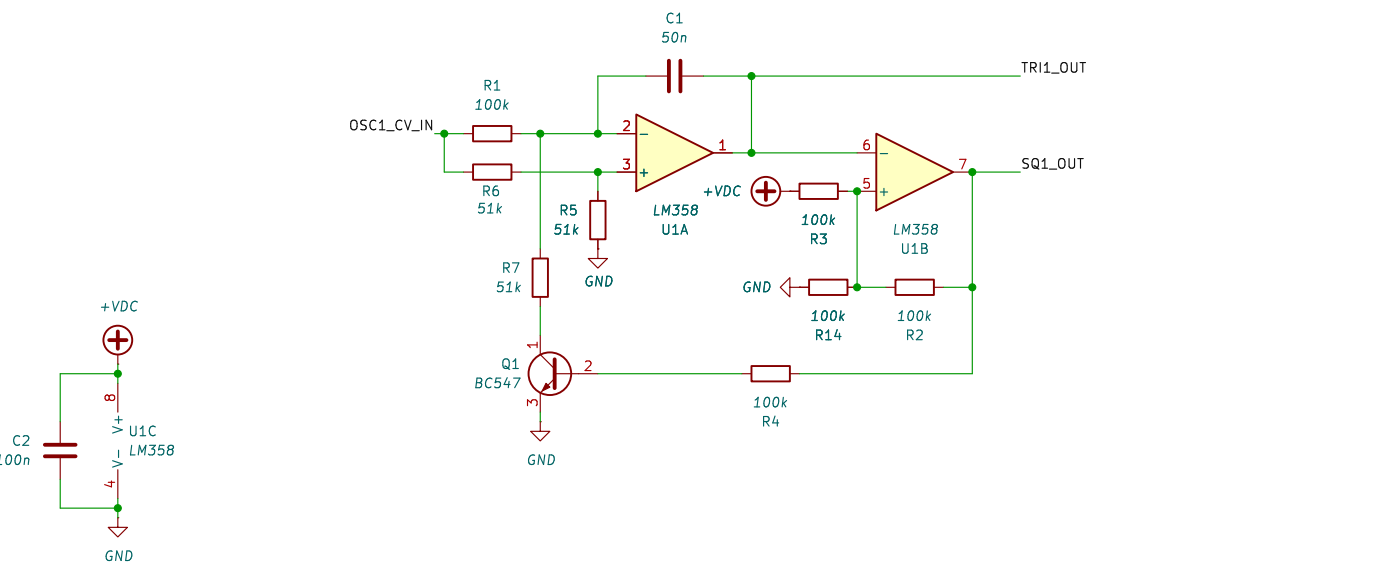 C1
50n
TRI1_OUT
R1
100k
OSC1_CV_IN
2
−
1
3
+
R6
51k
6
−
7
SQ1_OUT
+VDC
5
+
R5
51k
LM358
U1A
100k
R3
LM358
U1B
GND
R7
51k
GND
100k
R14
100k
R2
+VDC
1
Q1
BC547
2
3
100k
R4
GND
8
V+
U1C
LM358
C2
100n
V−
4
GND